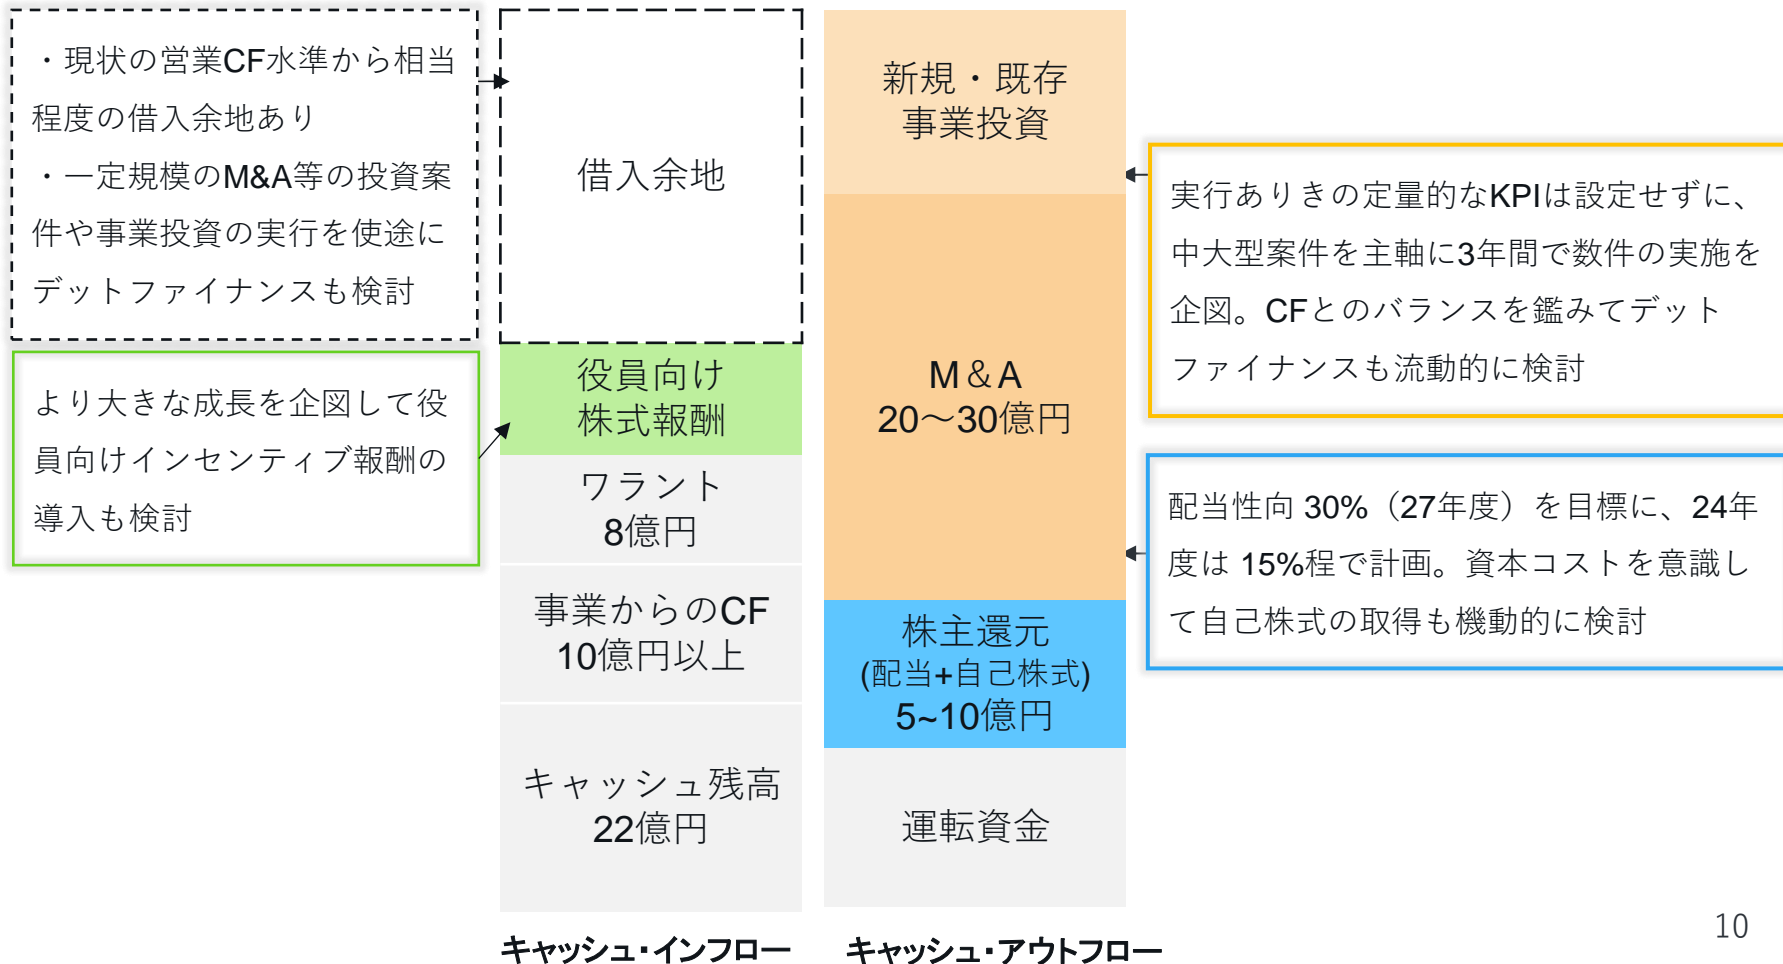 ・現状の営業CF水準から相当
程度の借入余地あり
・一定規模のM&A等の投資案
件や事業投資の実行を使途に
デットファイナンスも検討
より大きな成長を企図して役
員向けインセンティブ報酬の
導入も検討
借入余地
役員向け
株式報酬
ワラント
8億円
事業からのCF
10億円以上
キャッシュ残高
22億円
キャッシュ・インフロー
新規・既存
事業投資
M＆A
20～30億円
株主還元
(配当+自己株式)
5~10億円
運転資金
キャッシュ・アウトフロー
実行ありきの定量的なKPIは設定せずに、
中大型案件を主軸に3年間で数件の実施を
企図。CFとのバランスを鑑みてデット
ファイナンスも流動的に検討
配当性向 30%（27年度）を目標に、24年
度は 15%程で計画。資本コストを意識し
て自己株式の取得も機動的に検討
10